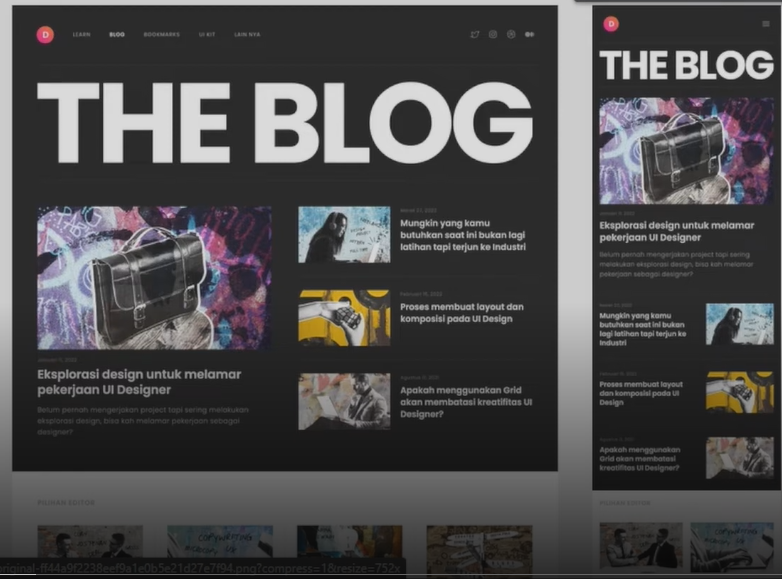 D
LEARN
BLOG
BOOKMARKS
UI KIT
LAIN NYA
THE BLOG
Januari 11, 2022
Eksplorasi design untuk melamar
pekerjaan UI Designer
Belum pernah mengerjakan project tapi sering melakukan
eksplorasi design, bisa kah melamar pekerjaan sebagai
designer?
Maret 22, 2022
Mungkin yang kamu
butuhkan saat ini bukan lagi
latihan tapi terjun ke Industri
Februari 19, 2022
Proses membuat layout dan
komposisi pada UI Design
Apakah menggunakan Grid
akan membatasi kreatifitas UI
Designer?
PILIHAN EDITOR
D
THE BLOG
Eksplorasi design untuk melamar
pekerjaan UI Designer
Belum pernah mengerjakan project tapi sering
melakukan eksplorasi design, bisa kah melamar
pekerjaan sebagai designer?
Mungkin yang kamu
butuhkan saat ini bukan lagi
latihan tapi terjun ke
Industri
Proses membuat layout
dan komposisi pada UI
Design
Apakah menggunakan
Grid akan membatasi
kreatifitas UI Designer?
PILIHAN EDITOR
original-ff44a9f2238eef9a1e0b5e21d27e7f94.png?compress=1&resize=752x